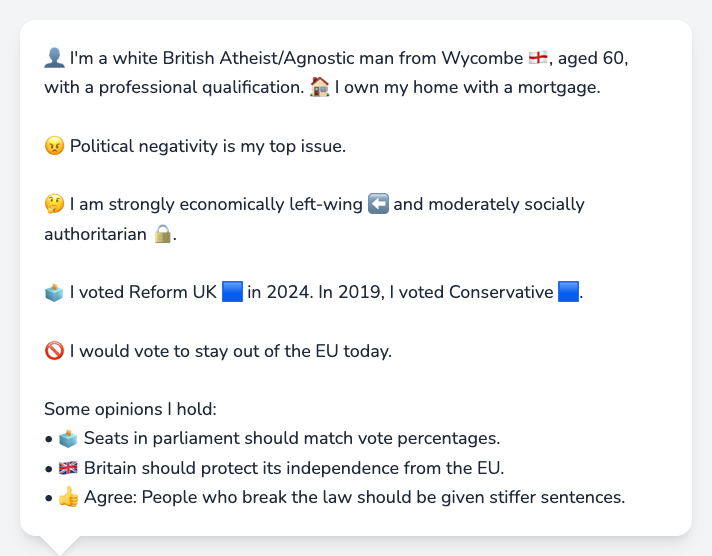 👤 I'm a white British Atheist/Agnostic man from Wycombe 🏴󠁧󠁢󠁥󠁮󠁧󠁿, aged 60,
with a professional qualification. 🏠 I own my home with a mortgage.
😠 Political negativity is my top issue.
🤔 I am strongly economically left-wing ⬅️ and moderately socially
authoritarian 🔒.
🗳️ I voted Reform UK 🟦 in 2024. In 2019, I voted Conservative 🟦.
🚫 I would vote to stay out of the EU today.
Some opinions I hold:
• 🗳️ Seats in parliament should match vote percentages.
• 🇬🇧 Britain should protect its independence from the EU.
• 👍 Agree: People who break the law should be given stiffer sentences.